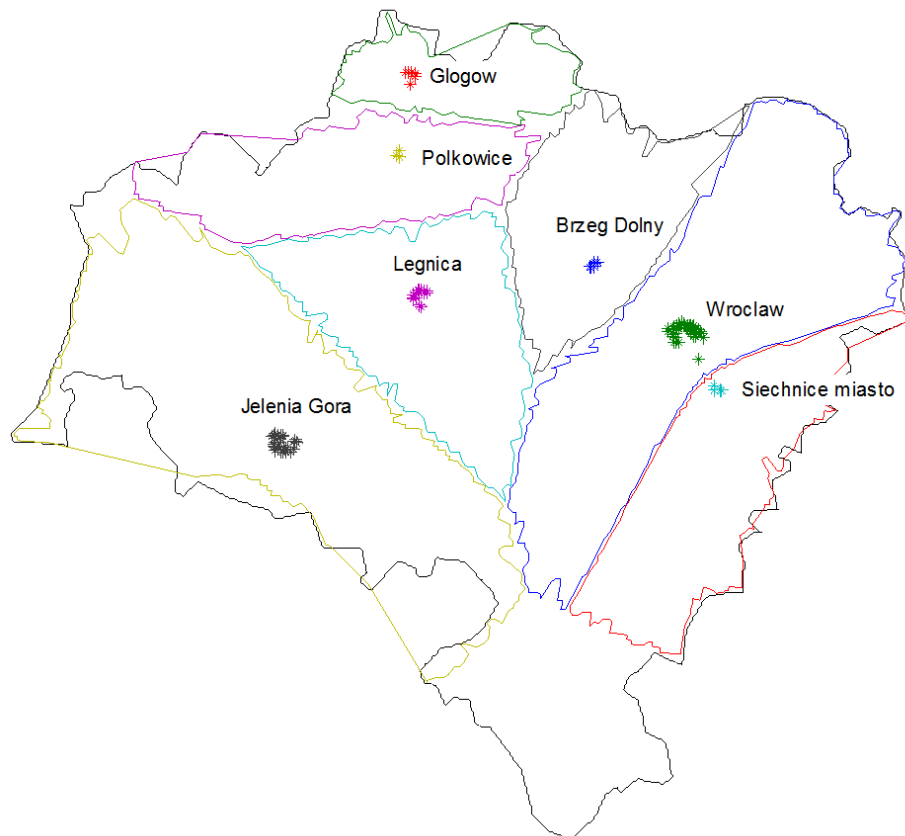 Glogow
Polkowice
Brzeg Dolny
Legnica
Wroclaw
Siechnice miasto
Jelenia Gora